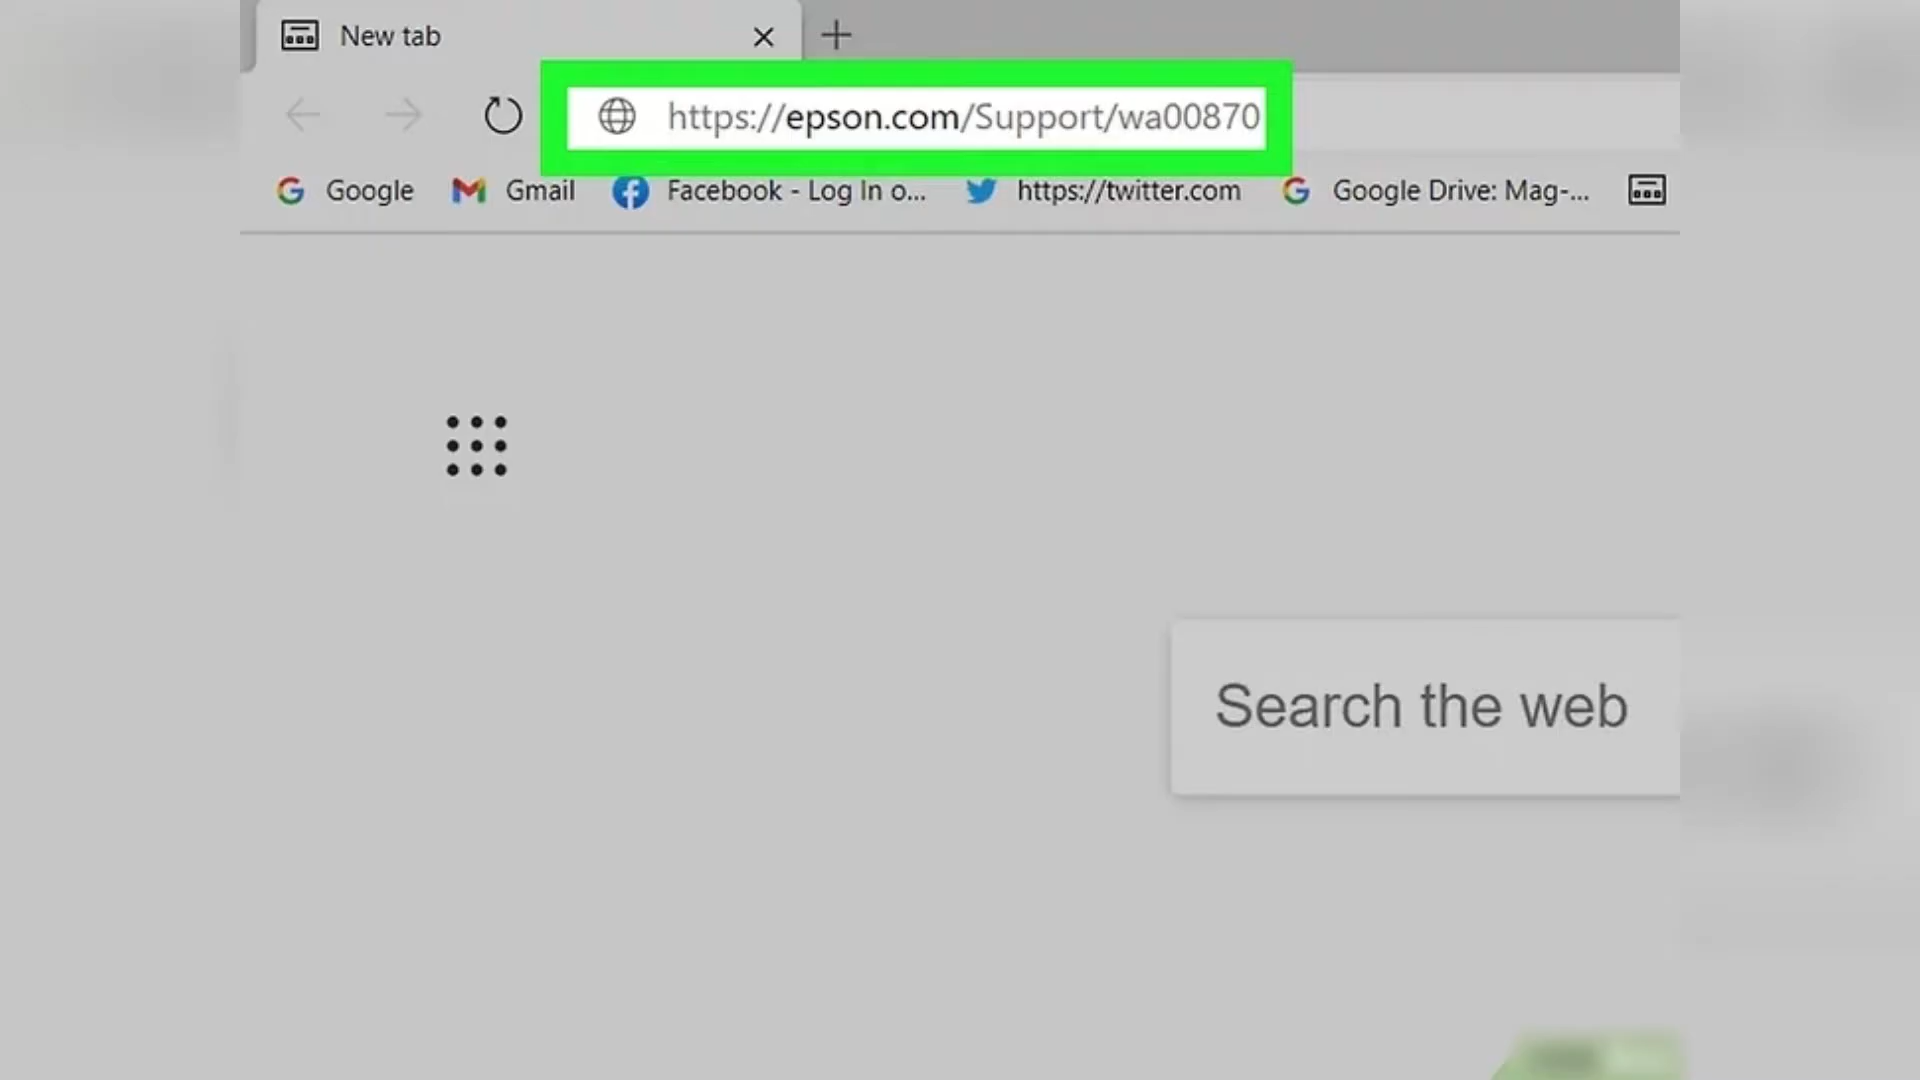 New tab
https://epson.com/Support/wa00870
Google Gmail Facebook - Log In o... https://twitter.com Google Drive: Mag-...
Search the web